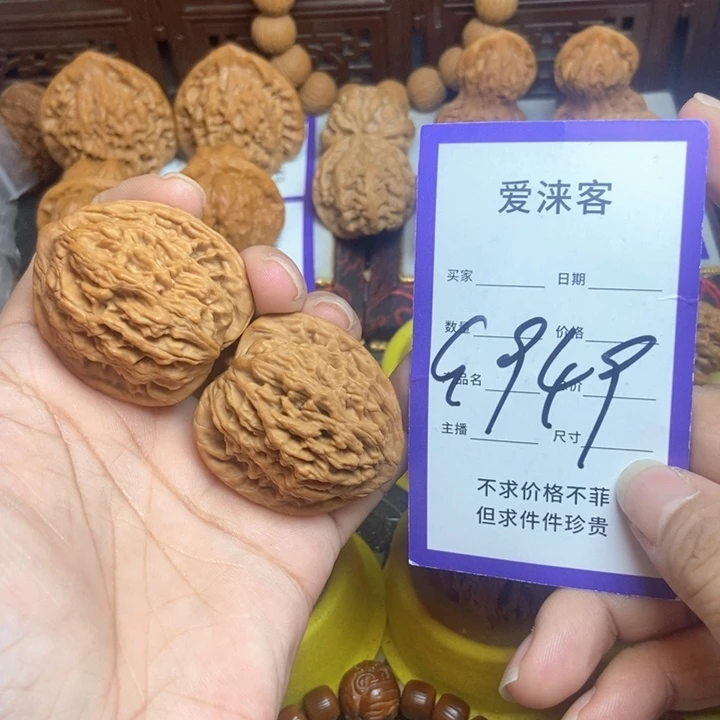 爱涞客
买家 日期
数量 价格
品名
主播 尺寸
不求价格不菲
但求件件珍贵